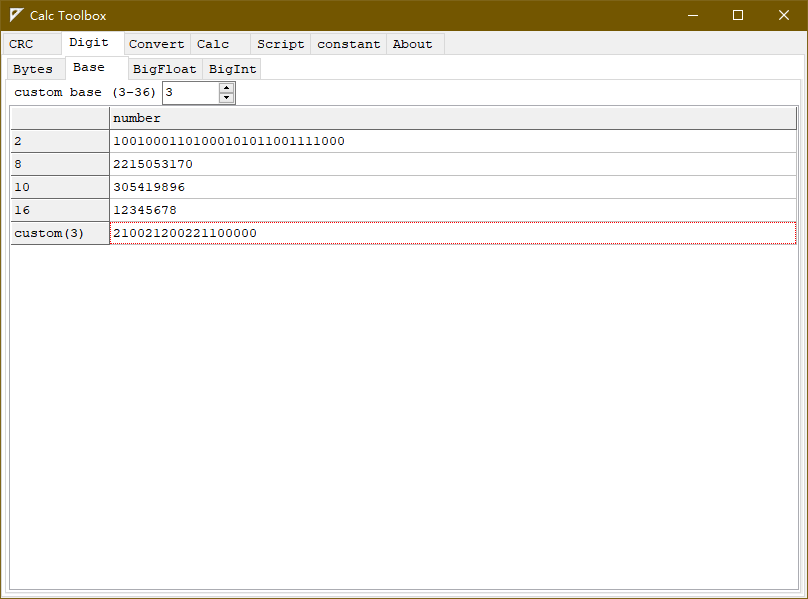 Calc Toolbox
CRC Digit Convert Calc Script constant About
Bytes Base BigFloat BigInt
custom base (3-36) 3
number
2 10010001101000101011001111000
8 2215053170
10 305419896
16 12345678
custom(3) 210021200221100000